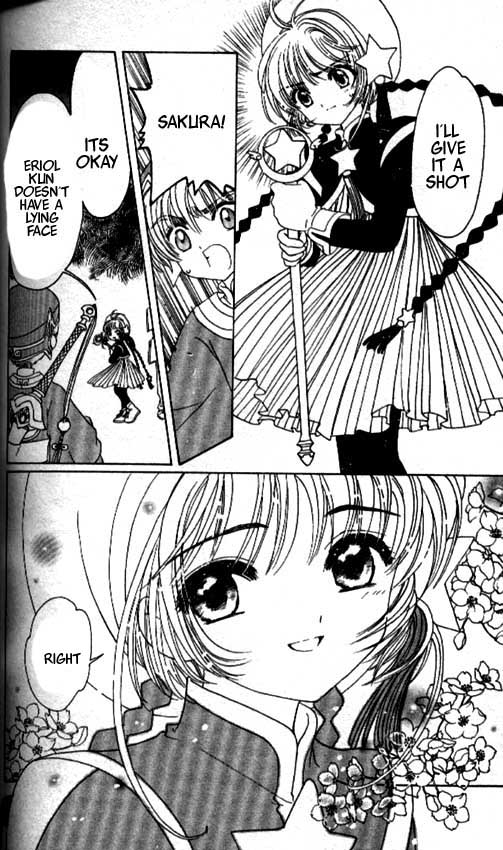 I'LL
GIVE
IT A
SHOT
SAKURA!
ITS
OKAY
ERIOL
KUN
DOESN'T
HAVE A
LYING
FACE
RIGHT